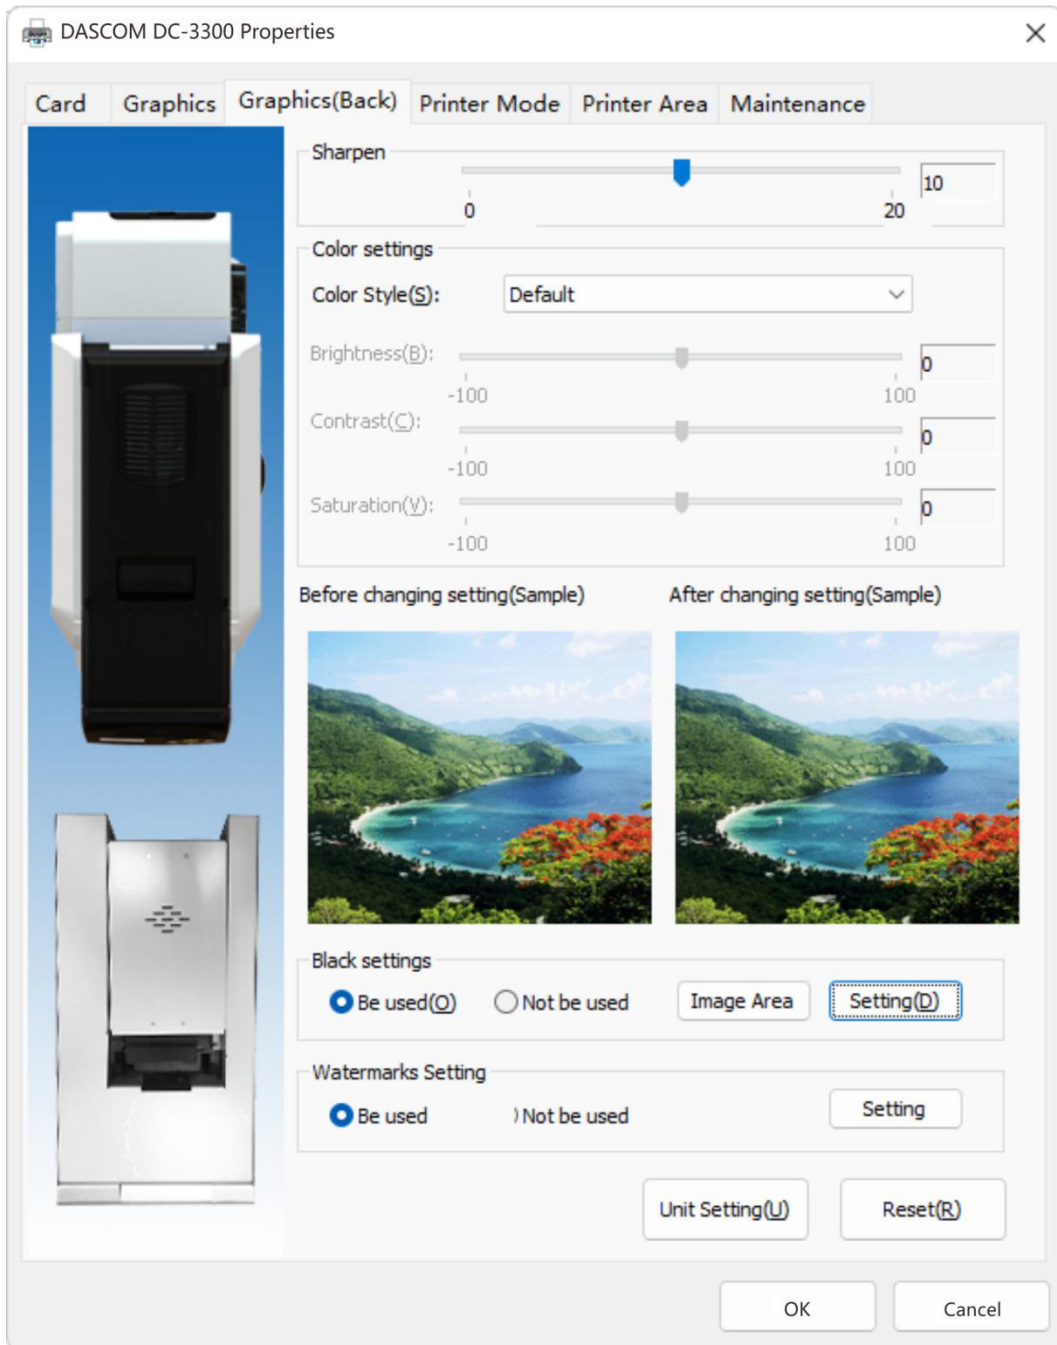 DASCOM DC-3300 Properties
Card Graphics Graphics(Back) Printer Mode Printer Area Maintenance
Sharpen
10
0 20
Color settings
Color Style(S): Default
Brightness(B): 0
-100 100
Contrast(C): 0
-100 100
Saturation(V): 0
-100 100
Before changing setting(Sample) After changing setting(Sample)
Black settings
Be used(O) Not be used Image Area Setting(D)
Watermarks Setting
Be used Not be used Setting
Unit Setting(U) Reset(R)
OK Cancel